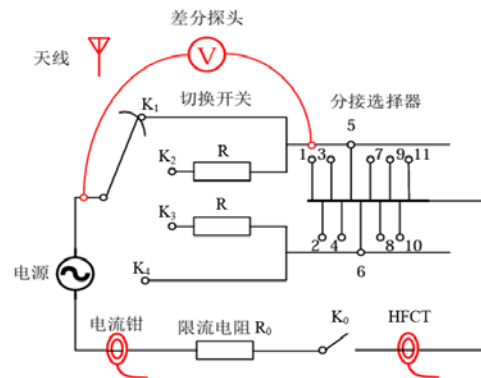 差分探头
天线
V
K₁
切换开关
分接选择器
5
1 3 7 9 11
K₂
R
K₃
R
2 4 8 10
K₄
6
电源
电流钳
限流电阻 R₀
K₀
HFCT